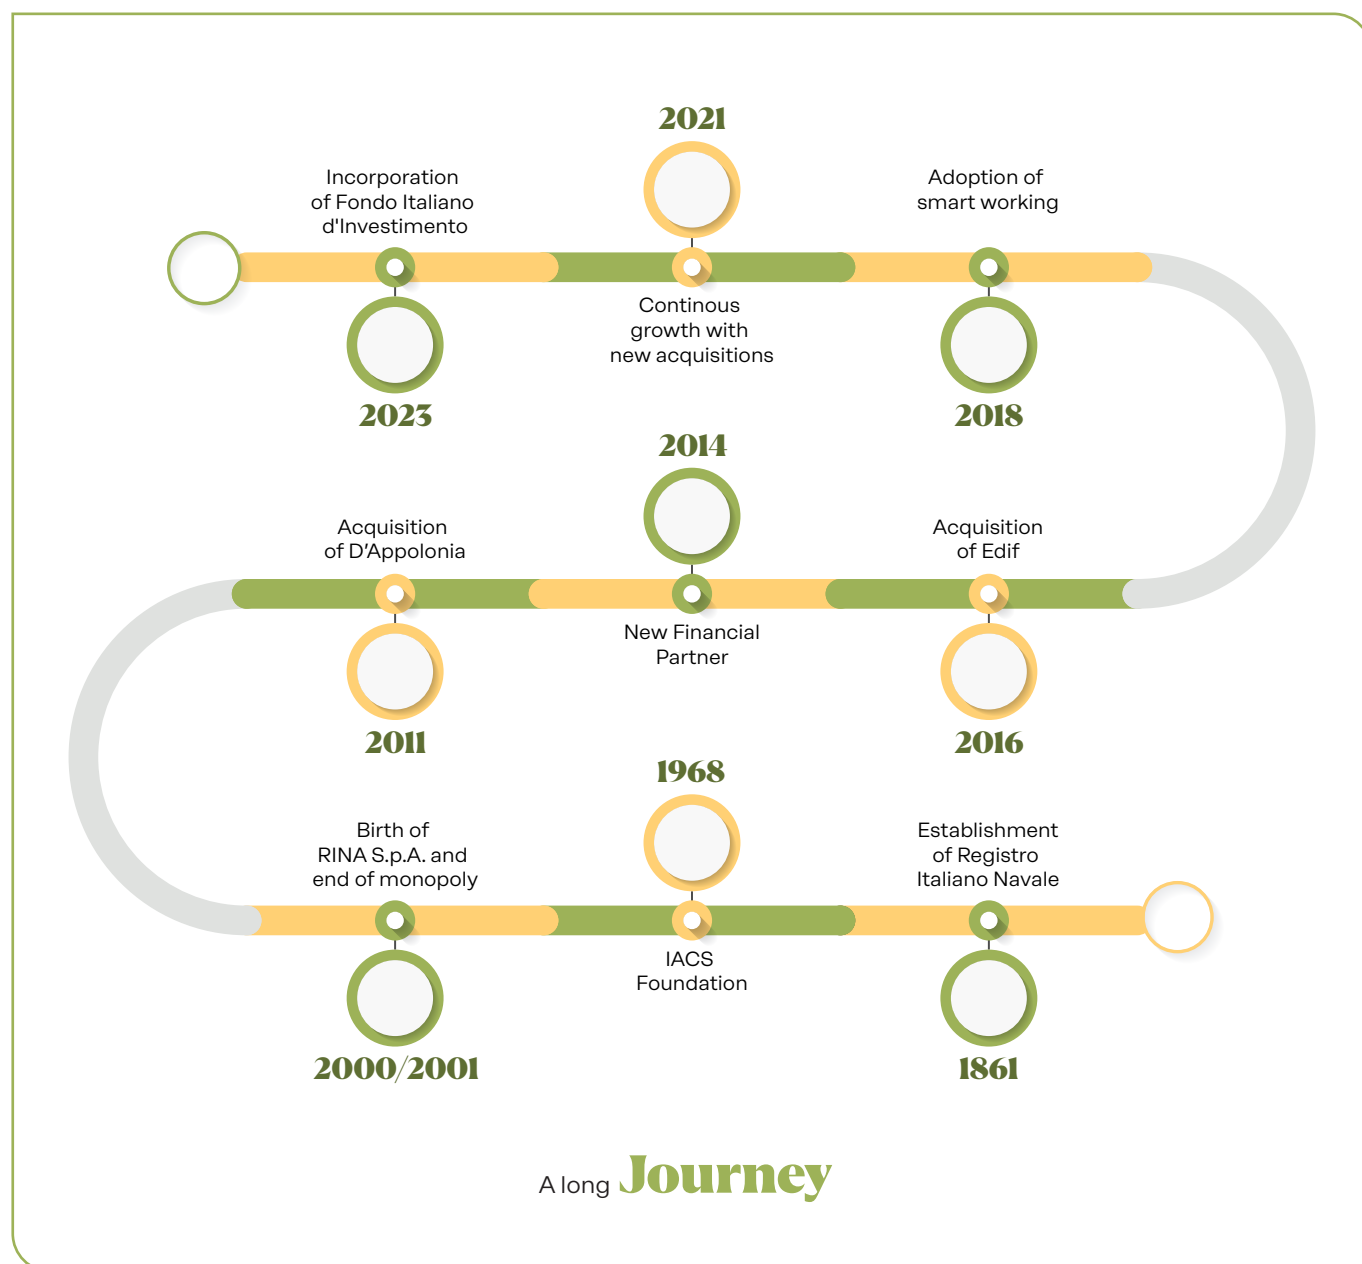 2021
Incorporation
of Fondo Italiano
d'Investimento
Adoption of
smart working
Continous
growth with
new acquisitions
2023
2018
2014
Acquisition
of D’Appolonia
Acquisition
of Edif
New Financial
Partner
2011
2016
1968
Birth of
RINA S.p.A. and
end of monopoly
Establishment
of Registro
Italiano Navale
IACS
Foundation
2000/2001
1861
A long Journey